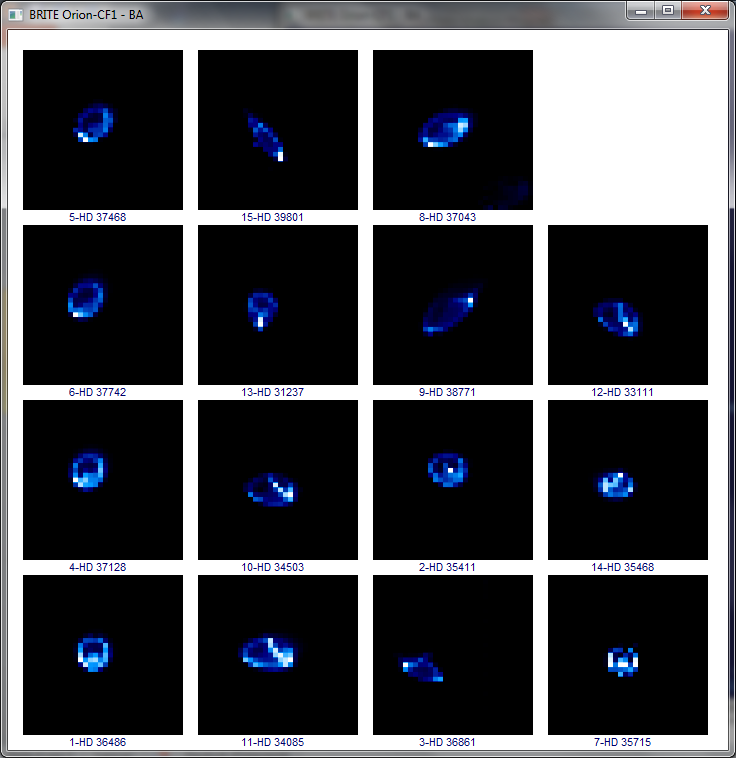 BRITE Orion-CF1 - BA
5-HD 37468
15-HD 39801
8-HD 37043
6-HD 37742
13-HD 31237
9-HD 38771
12-HD 33111
4-HD 37128
10-HD 34503
2-HD 35411
14-HD 35468
1-HD 36486
11-HD 34085
3-HD 36861
7-HD 35715